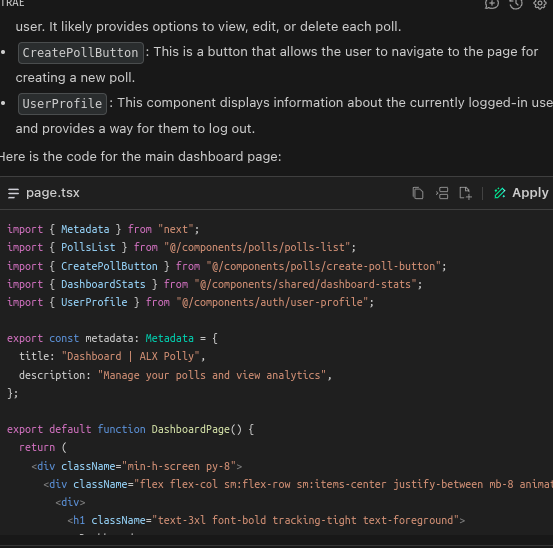 TRAE
user. It likely provides options to view, edit, or delete each poll.
• CreatePollButton : This is a button that allows the user to navigate to the page for
creating a new poll.
• UserProfile : This component displays information about the currently logged-in use
and provides a way for them to log out.
Here is the code for the main dashboard page:
page.tsx Apply
import { Metadata } from "next";
import { PollsList } from "@/components/polls/polls-list";
import { CreatePollButton } from "@/components/polls/create-poll-button";
import { DashboardStats } from "@/components/shared/dashboard-stats";
import { UserProfile } from "@/components/auth/user-profile";
export const metadata: Metadata = {
title: "Dashboard | ALX Polly",
description: "Manage your polls and view analytics",
};
export default function DashboardPage() {
return (
<div className="min-h-screen py-8">
<div className="flex flex-col sm:flex-row sm:items-center justify-between mb-8 animat
<div>
<h1 className="text-3xl font-bold tracking-tight text-foreground">